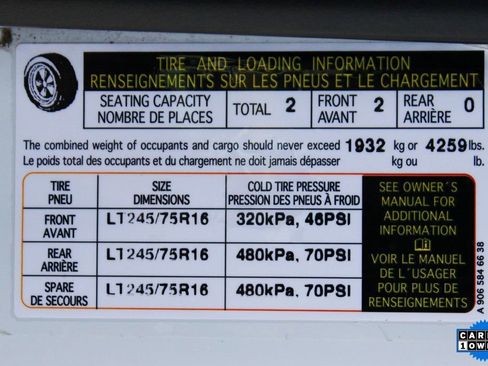 TIRE AND LOADING INFORMATION
RENSEIGNEMENTS SUR LES PNEUS ET LE CHARGEMENT
SEATING CAPACITY
NOMBRE DE PLACES
TOTAL 2
FRONT
AVANT
2
REAR
ARRIÈRE
0
The combined weight of occupants and cargo should never exceed 1932 kg or 4259 lbs.
Le poids total des occupants et du chargement ne doit jamais dépasser kg ou lb.
TIRE
PNEU
SIZE
DIMENSIONS
COLD TIRE PRESSURE
PRESSION DES PNEUS À FROID
FRONT
AVANT
LT245/75R16
320kPa, 46PSI
REAR
ARRIÈRE
LT245/75R16
480kPa, 70PSI
SPARE
DE SECOURS
LT245/75R16
480kPa, 70PSI
SEE OWNER'S
MANUAL FOR
ADDITIONAL
INFORMATION
VOIR LE MANUEL
DE L´USAGER
POUR PLUS DE
RENSEIGNEMENTS
A 906 584 66 38
CARF
1 OWN